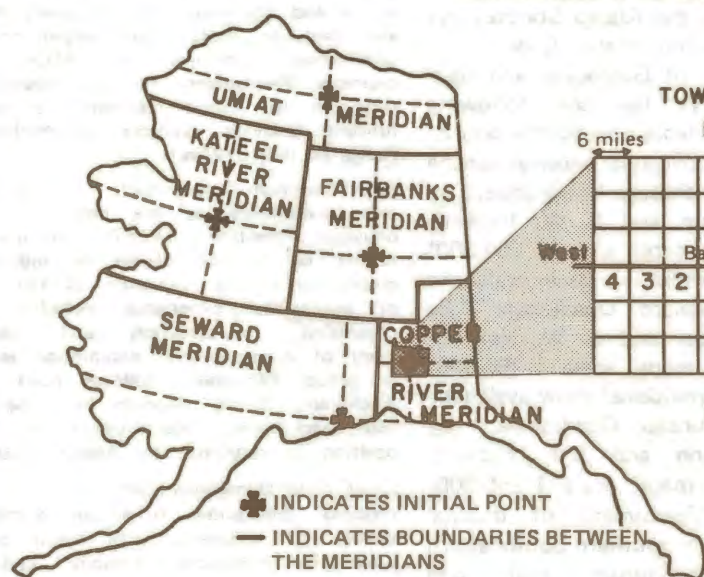 TOW
6 miles
UMIAT MERIDIAN
KATEEL
RIVER
MERIDIAN
FAIRBANKS
MERIDIAN
West Ba
4 3 2
SEWARD
MERIDIAN
COPPER
RIVER
MERIDIAN
INDICATES INITIAL POINT
INDICATES BOUNDARIES BETWEEN
THE MERIDIANS